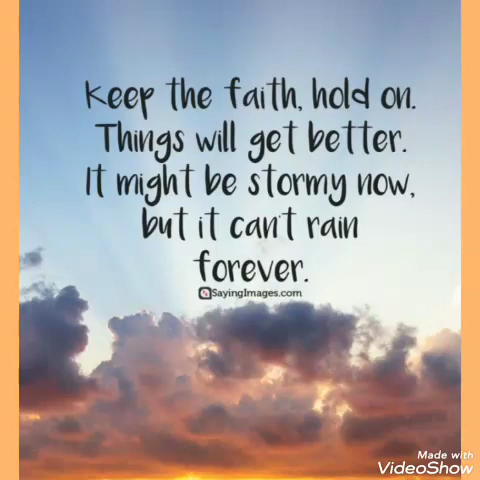 Keep the faith, hold on.
Things will get better.
It might be stormy now,
but it can't rain
forever.
SayingImages.com
Made with
VideoShow